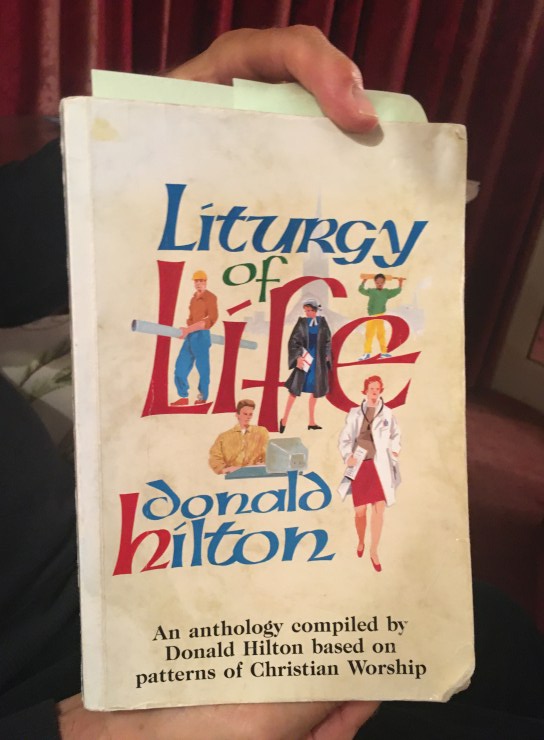 Liturgy
of
Life
donald
hilton
An anthology compiled by
Donald Hilton based on
patterns of Christian Worship